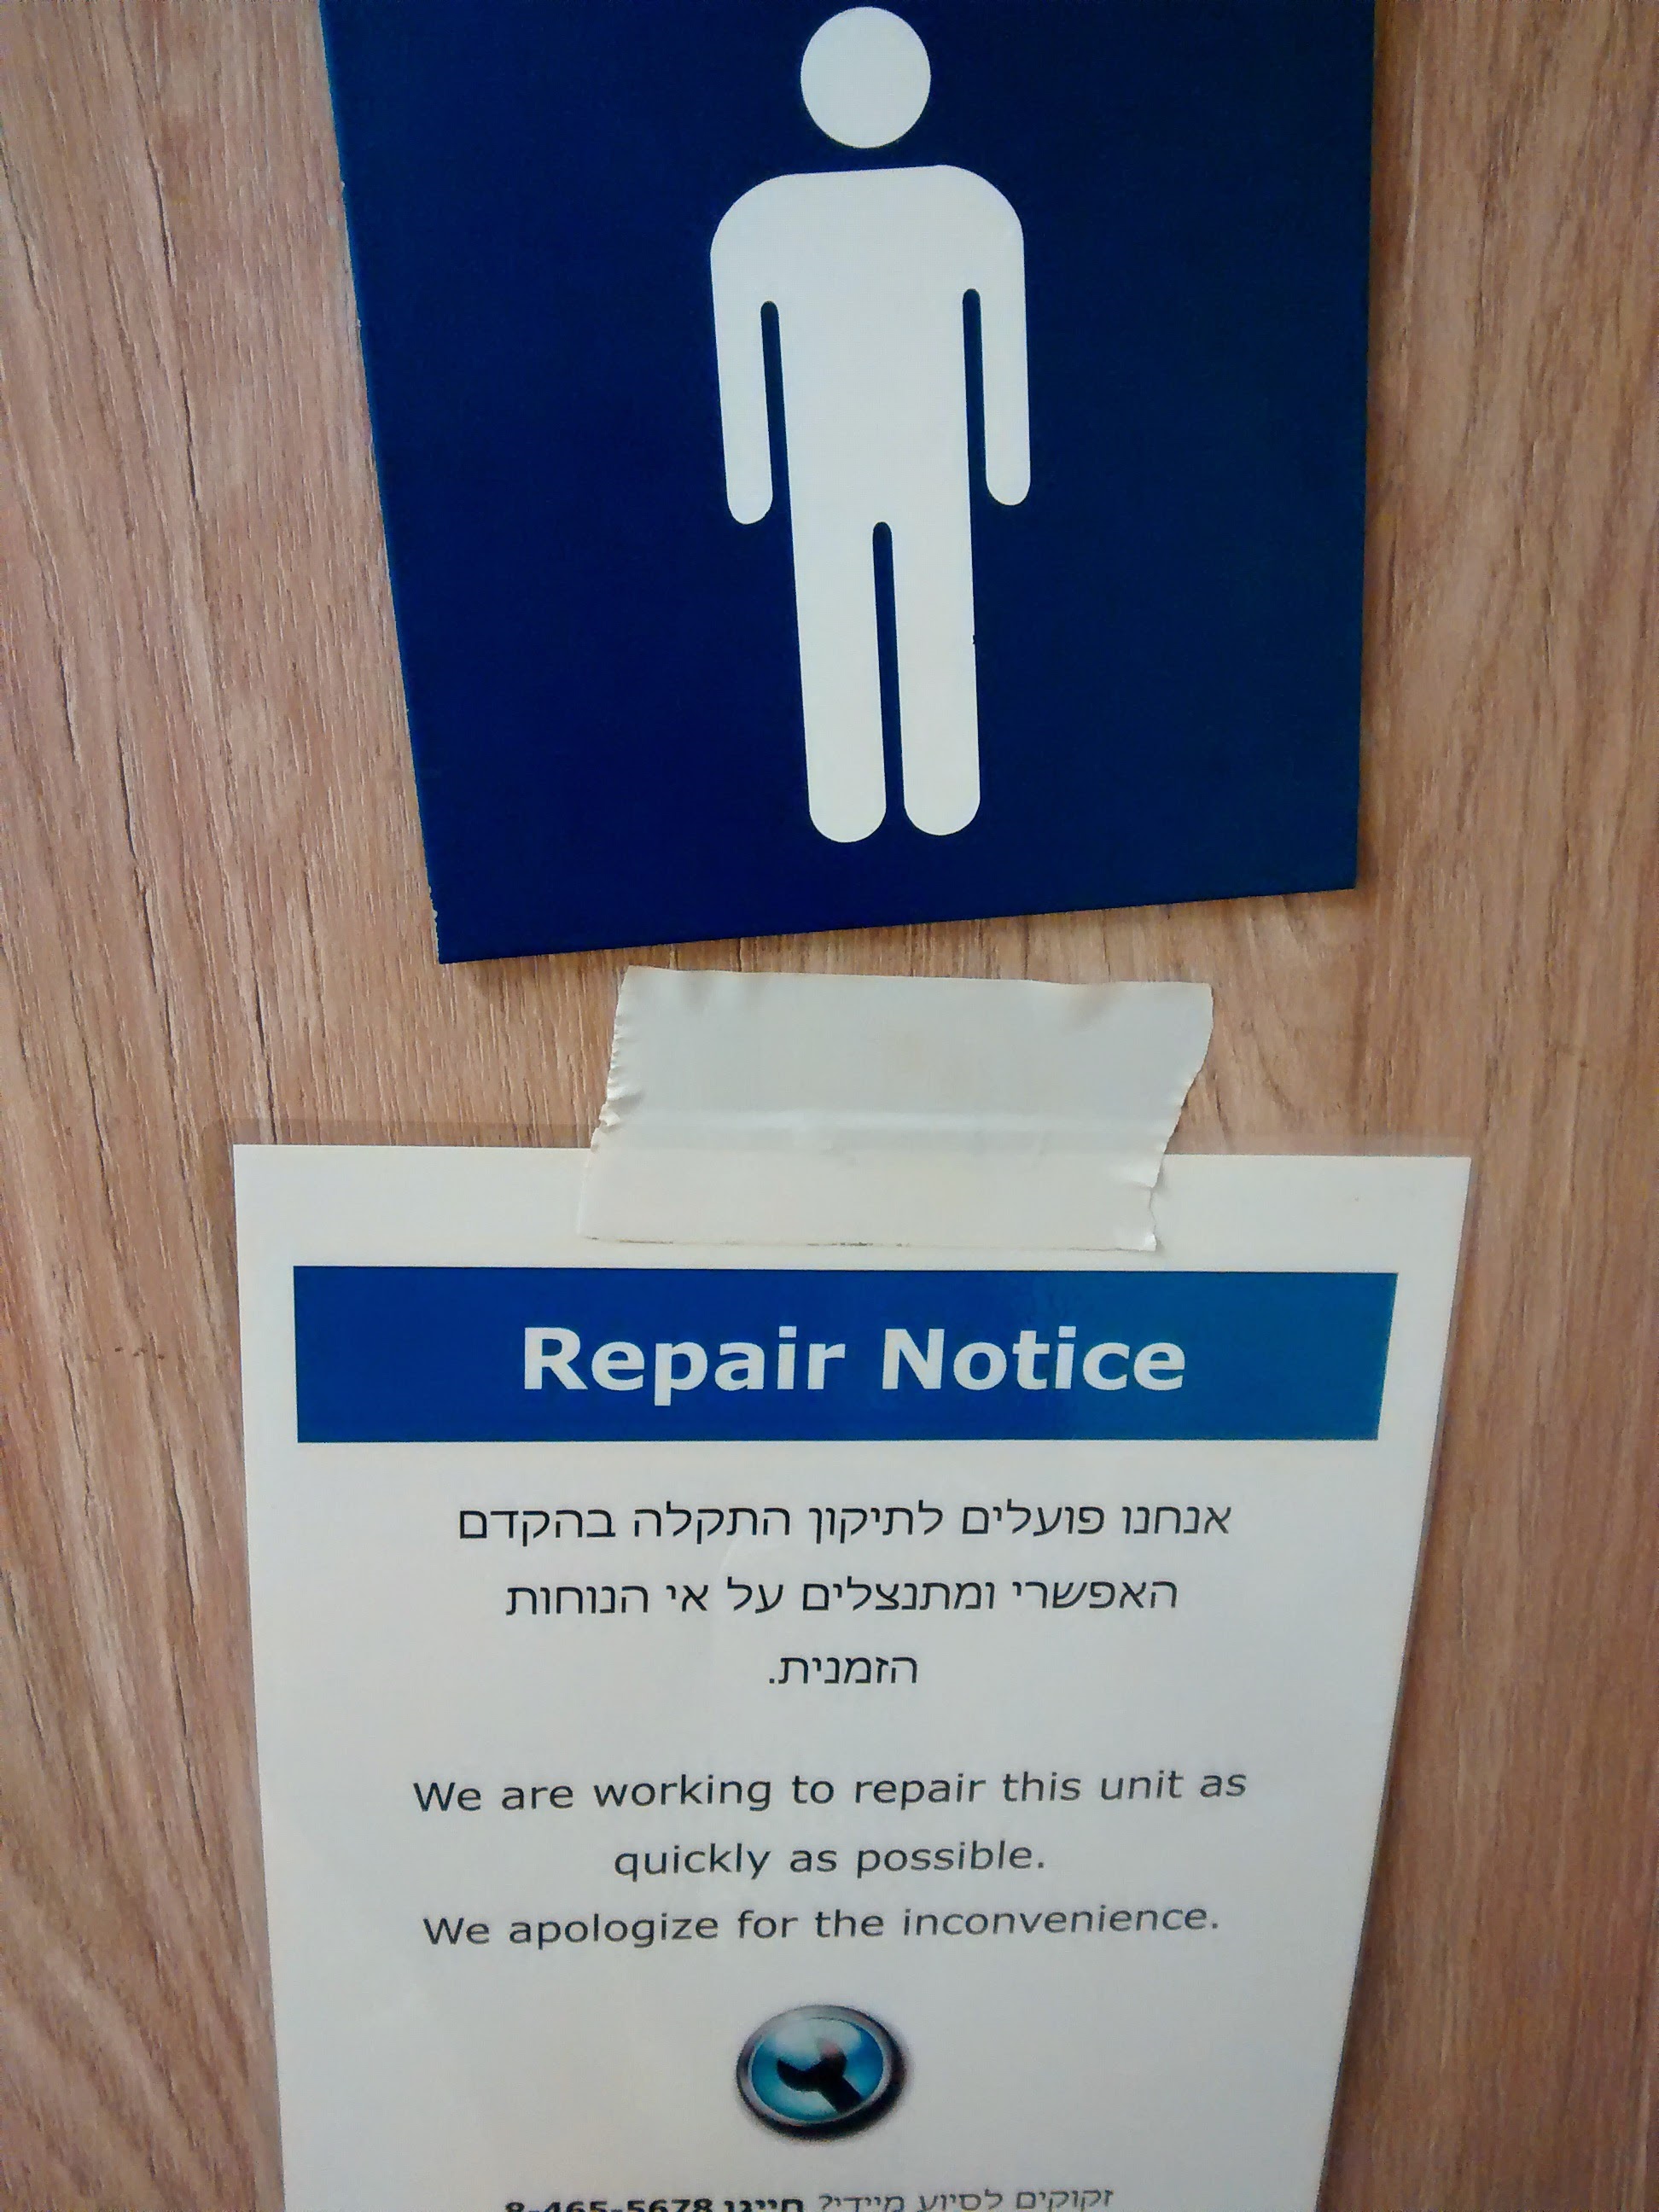 Repair Notice
אנחנו פועלים לתיקון התקלה בהקדם
האפשרי ומתנצלים על אי הנוחות
הזמנית.
We are working to repair this unit as
quickly as possible.
We apologize for the inconvenience.
זקוקים לסיוע מיידי? חייגו 8-465-5678